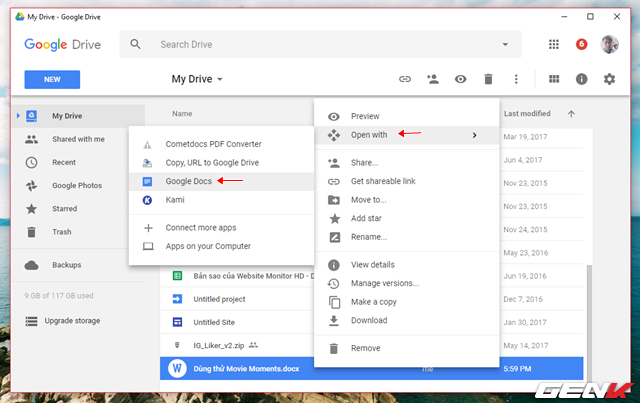 My Drive - Google Drive
Google Drive
Search Drive
6
NEW
My Drive
My Drive
Shared with me
Recent
Google Photos
Starred
Trash
Backups
9 GB of 117 GB used
Upgrade storage
Name
Last modified
Cometdocs PDF Converter
Copy, URL to Google Drive
Google Docs
Kami
Connect more apps
Apps on your Computer
Preview
Open with
Share...
Get shareable link
Move to...
Add star
Rename...
View details
Manage versions...
Make a copy
Download
Remove
Mar 19, 2017
Jun 4, 2017
Nov 23, 2015
Nov 23, 2015
Nov 23, 2015
Nov 24, 2015
May 23, 2016
Bản sao của Website Monitor HD - D
Jun 19, 2016
Untitled project
Dec 7, 2016
Untitled Site
Jan 30, 2017
IG_Liker_v2.zip
May 14, 2017
W Dùng thử Movie Moments.docx
me
5:59 PM
GENK